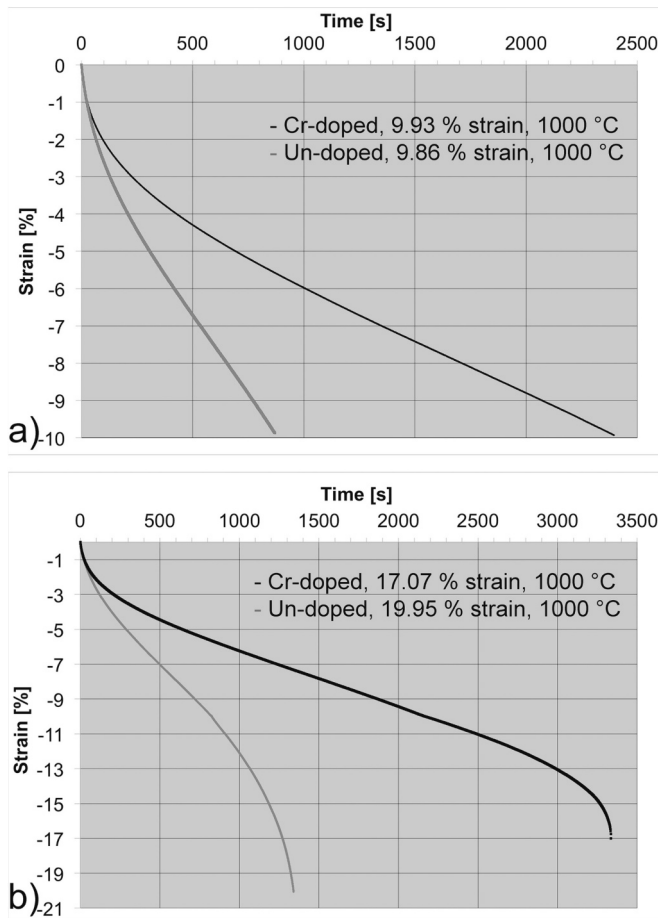 Time [s]
0 500 1000 1500 2000 2500
0
-1
- Cr-doped, 9.93 % strain, 1000 °C
-2
- Un-doped, 9.86 % strain, 1000 °C
-3
-4
Strain [%]
-5
-6
-7
-8
-9
a)
-10
Time [s]
0 500 1000 1500 2000 2500 3000 3500
-1
- Cr-doped, 17.07 % strain, 1000 °C
-3
- Un-doped, 19.95 % strain, 1000 °C
-5
-7
-9
Strain [%]
-11
-13
-15
-17
-19
b)
-21